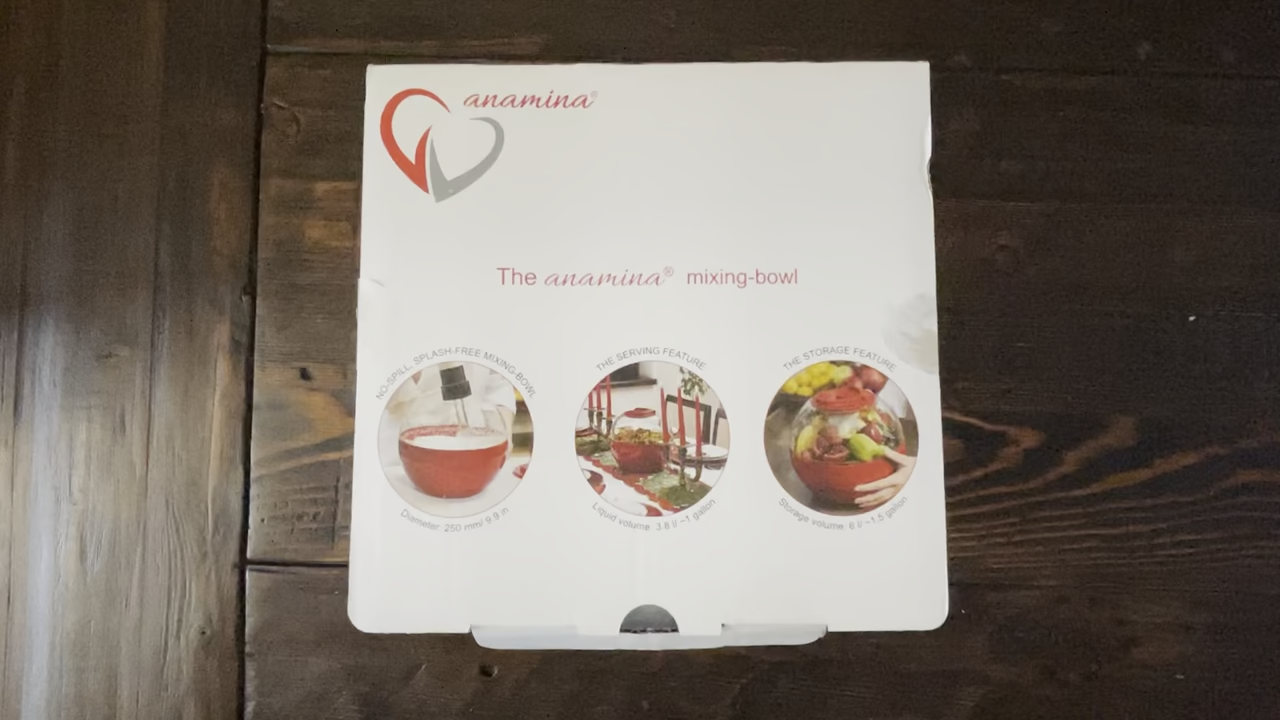 anamina®
The anamina® mixing-bowl
NO-SPILL, SPLASH-FREE MIXING-BOWL
THE SERVING FEATURE
THE STORAGE FEATURE
Diameter: 250 mm/ 9.9 in
Liquid volume: 3.8 l/ ~1 gallon
Storage volume: 6 l/ ~1,5 gallon